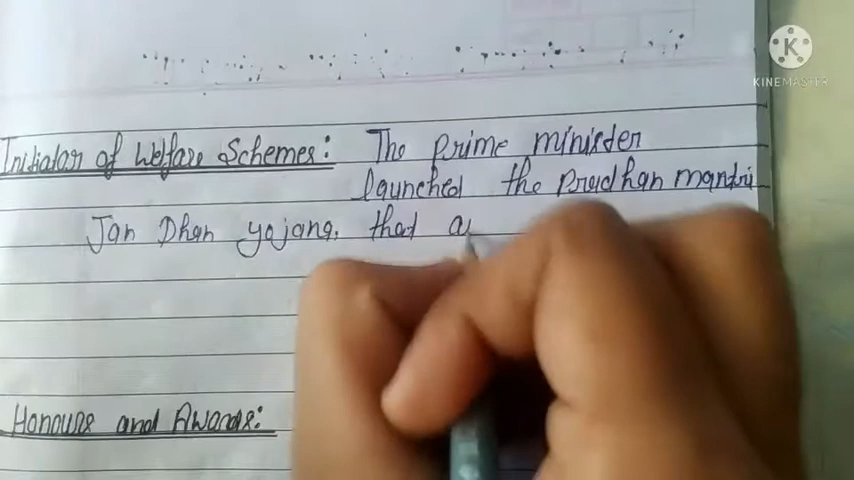 KINEMASTER
Initiator of Welfare Schemes: The prime minister
launched the Pradhan mantri
Jan Dhan yojana. that
Honours and Awards: